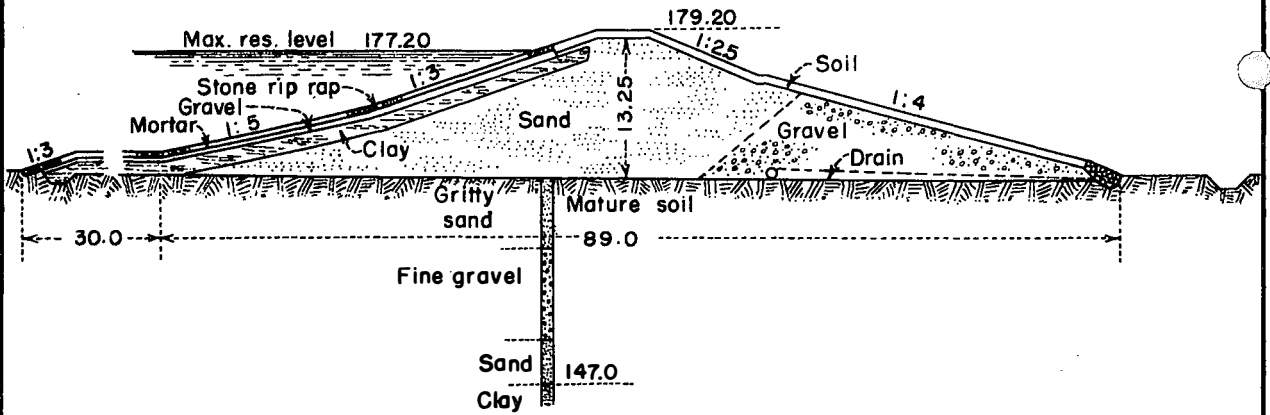 179.20
Max. res. level 177.20
1:2.5
1:3
Soil
Stone rip rap
Gravel
1:4
Mortar
1:5
Sand
13.25
Gravel
Clay
Drain
1:3
Gritty sand
Mature soil
30.0
89.0
Fine gravel
Sand
147.0
Clay